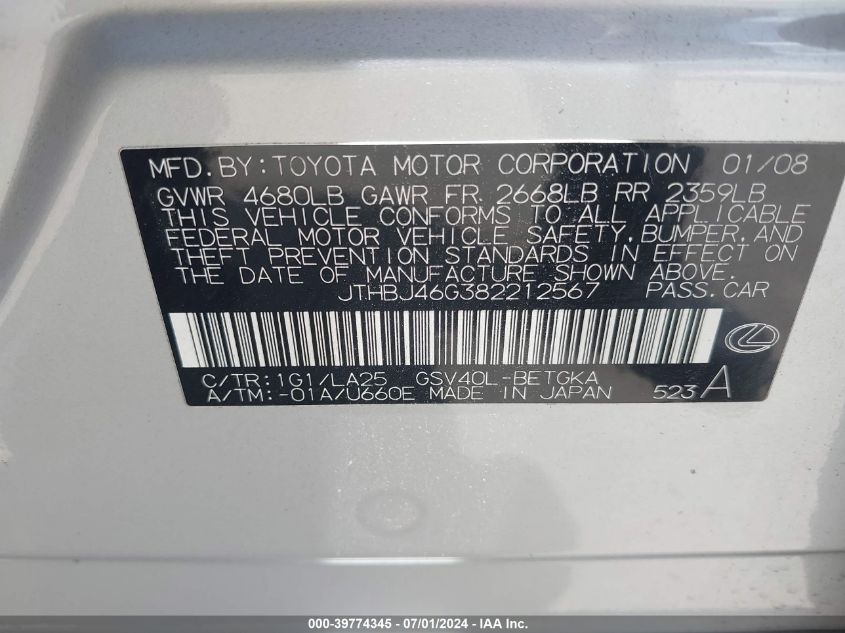 MFD. BY: TOYOTA MOTOR CORPORATION 01/08
GVWR 4680LB GAWR FR 2668LB RR 2359LB
THIS VEHICLE CONFORMS TO ALL APPLICABLE
FEDERAL MOTOR VEHICLE SAFETY, BUMPER, AND
THEFT PREVENTION STANDARDS IN EFFECT ON
THE DATE OF MANUFACTURE SHOWN ABOVE.
JTHBJ46G382212567 PASS. CAR
C/TR: 1G1/LA25 GSV40L-BETGKA
A/TM: -01A/U660E MADE IN JAPAN 523 A
000-39774345 / 07/01/2024 - IAA Inc.